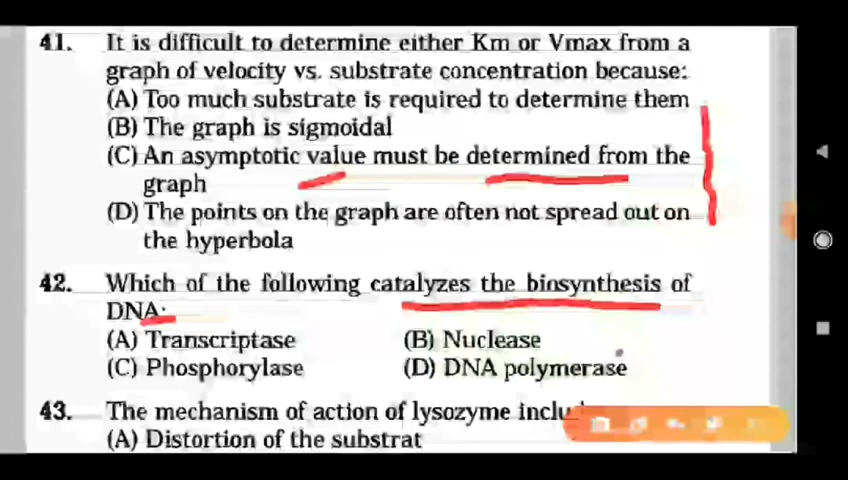 41. It is difficult to determine either Km or Vmax from a
graph of velocity vs. substrate concentration because:
(A) Too much substrate is required to determine them
(B) The graph is sigmoidal
(C) An asymptotic value must be determined from the
graph
(D) The points on the graph are often not spread out on
the hyperbola
42. Which of the following catalyzes the biosynthesis of
DNA:
(A) Transcriptase (B) Nuclease
(C) Phosphorylase (D) DNA polymerase
43. The mechanism of action of lysozyme
(A) Distortion of the